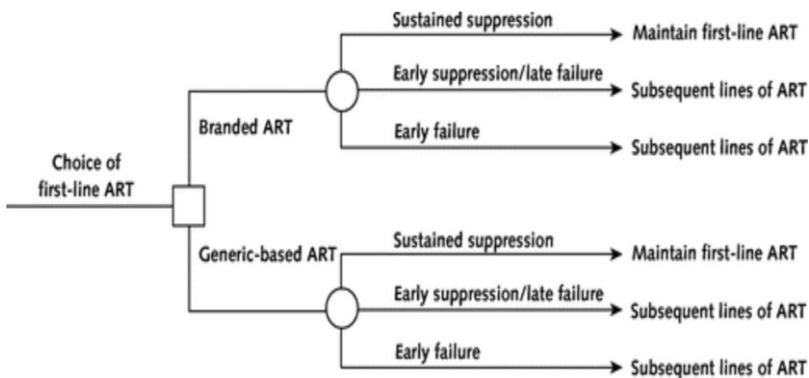 Sustained suppression
Maintain first-line ART
Early suppression/late failure
Subsequent lines of ART
Branded ART
Early failure
Subsequent lines of ART
Choice of
first-line ART
Sustained suppression
Maintain first-line ART
Generic-based ART
Early suppression/late failure
Subsequent lines of ART
Early failure
Subsequent lines of ART